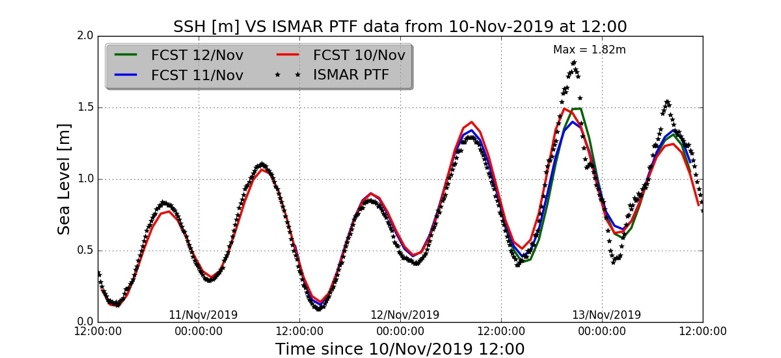 SSH [m] VS ISMAR PTF data from 10-Nov-2019 at 12:00
Max = 1.82m
FCST 12/Nov
FCST 10/Nov
FCST 11/Nov
ISMAR PTF
Sea Level [m]
2.0
1.5
1.0
0.5
0.0
11/Nov/2019
12/Nov/2019
13/Nov/2019
12:00:00
00:00:00
12:00:00
00:00:00
12:00:00
00:00:00
12:00:00
Time since 10/Nov/2019 12:00